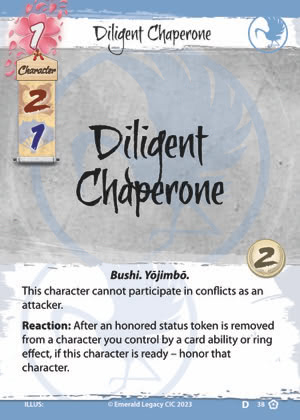 1
Diligent Chaperone
Character
2
1
Diligent
Chaperone
2
Bushi. Yōjimbō.
This character cannot participate in conflicts as an
attacker.
Reaction: After an honored status token is removed
from a character you control by a card ability or ring
effect, if this character is ready – honor that
character.
ILLUS: © Emerald Legacy CIC 2023 D 38